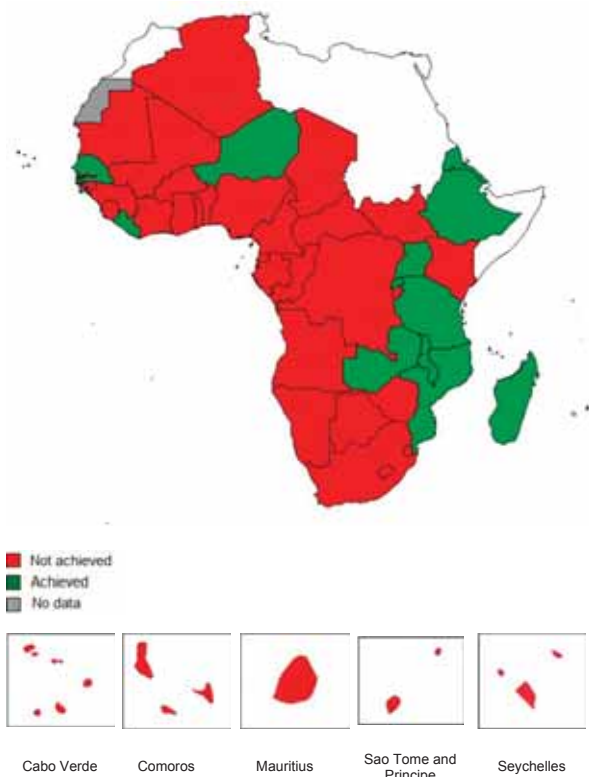 Not achieved
Achieved
No data
Cabo Verde
Comoros
Mauritius
Sao Tome and
Principe
Seychelles